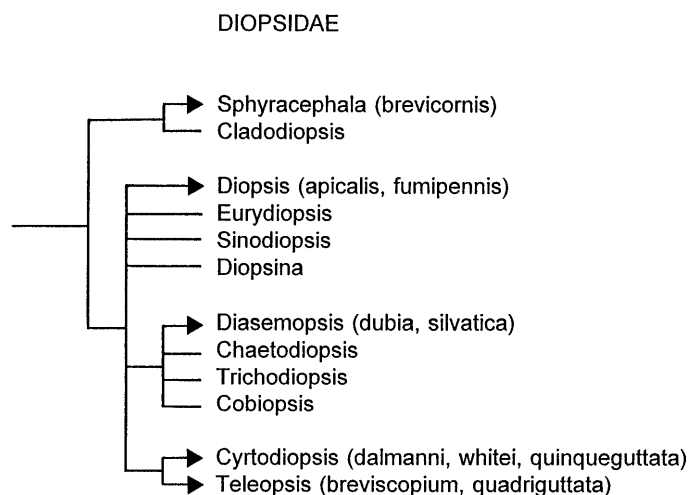 DIOPSIDAE
Sphyracephala (brevicornis)
Cladodiopsis
Diopsis (apicalis, fumipennis)
Eurydiopsis
Sinodiopsis
Diopsina
Diasemopsis (dubia, silvatica)
Chaetodiopsis
Trichodiopsis
Cobiopsis
Cyrtodiopsis (dalmanni, whitei, quinqueguttata)
Teleopsis (breviscopium, quadriguttata)